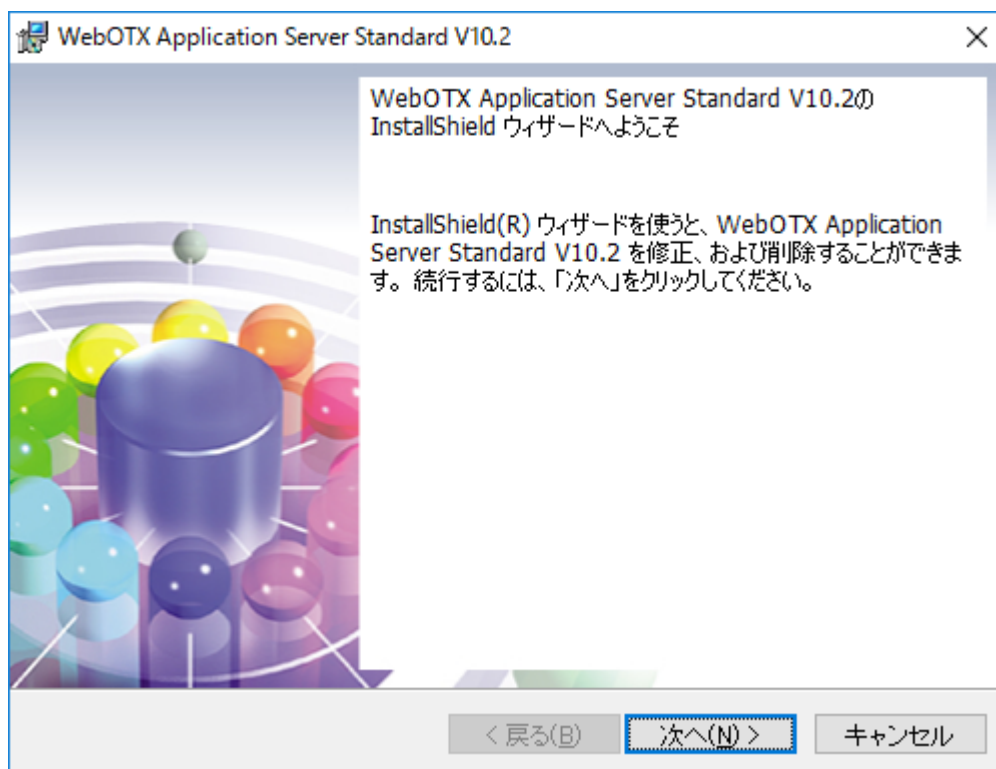 WebOTX Application Server Standard V10.2
WebOTX Application Server Standard V10.2の
InstallShield ウィザードへようこそ
InstallShield(R) ウィザードを使うと、WebOTX Application
Server Standard V10.2 を修正、および削除することができま
す。続行するには、「次へ」をクリックしてください。
< 戻る(B)
次へ(N) >
キャンセル